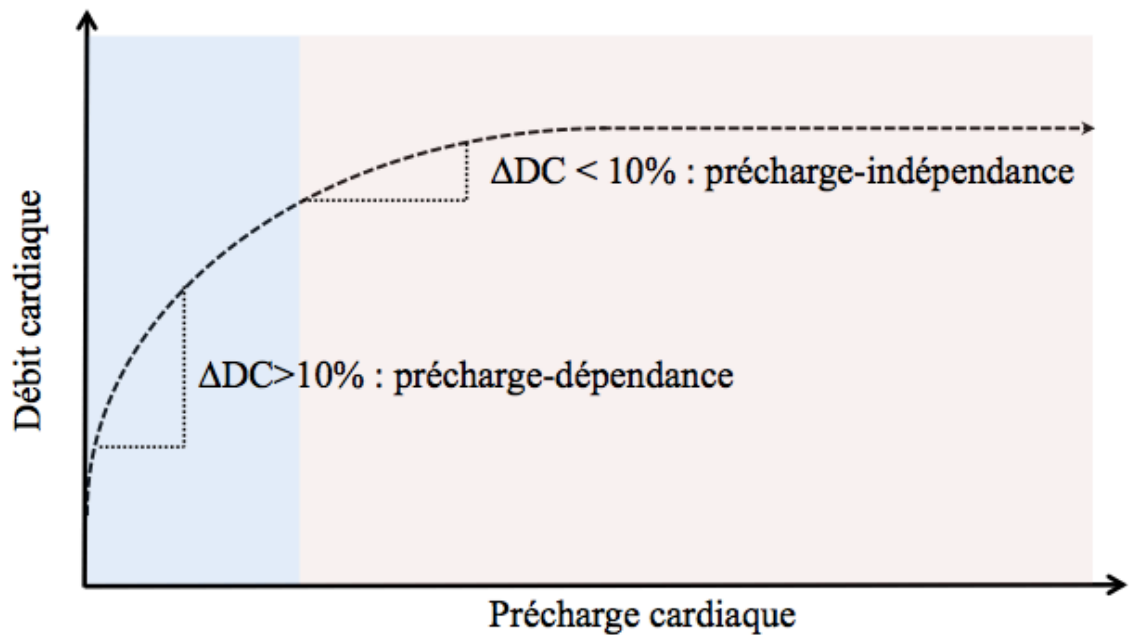 ΔDC < 10% : précharge-indépendance
Débit cardiaque
ΔDC>10% : précharge-dépendance
Précharge cardiaque